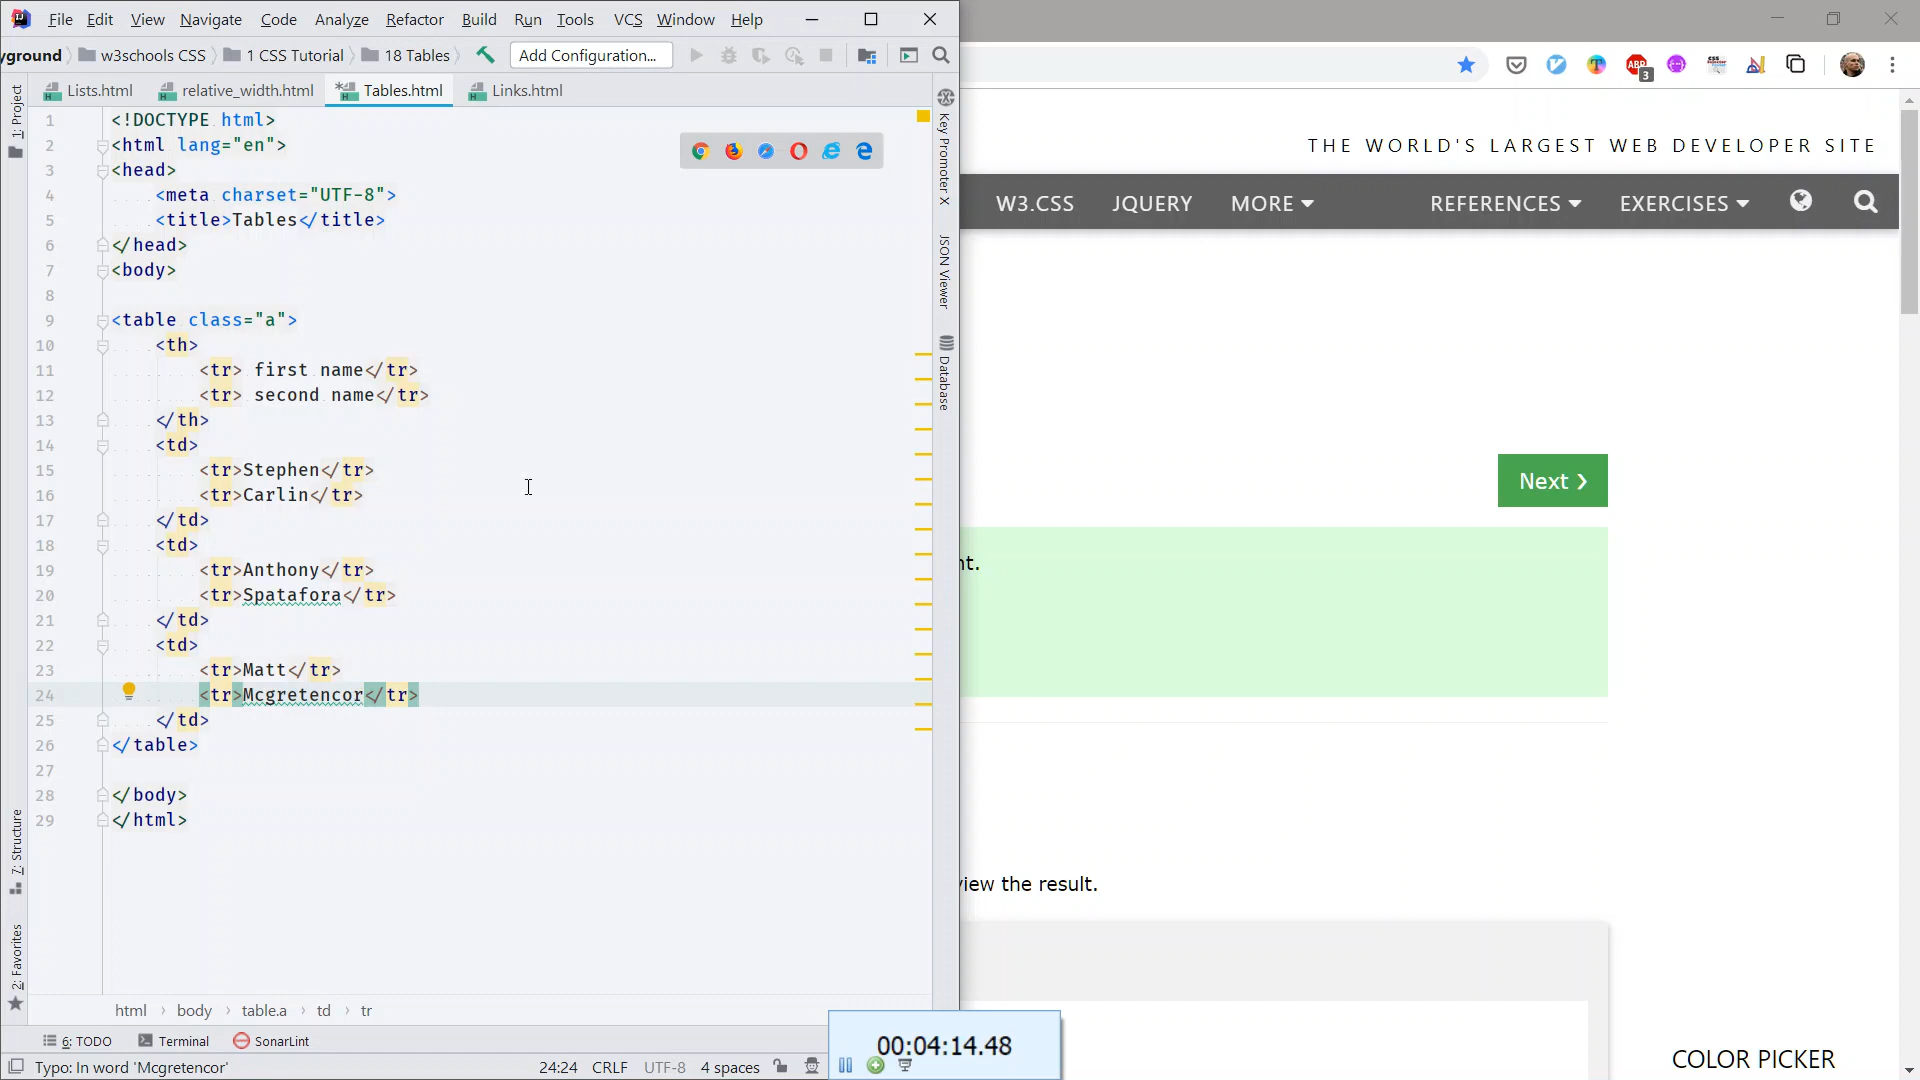 File Edit View Navigate Code Analyze Refactor Build Run Tools VCS Window Help
yground w3schools CSS 1 CSS Tutorial 18 Tables Add Configuration...
Lists.html relative_width.html Tables.html Links.html
1 <!DOCTYPE html>
2 <html lang="en">
3 <head>
4 <meta charset="UTF-8">
5 <title>Tables</title>
6 </head>
7 <body>
8
9 <table class="a">
10 <th>
11 <tr> first name</tr>
12 <tr> second name</tr>
13 </th>
14 <td>
15 <tr>Stephen</tr>
16 <tr>Carlin</tr>
17 </td>
18 <td>
19 <tr>Anthony</tr>
20 <tr>Spatafora</tr>
21 </td>
22 <td>
23 <tr>Matt</tr>
24 <tr>Mcgretencor</tr>
25 </td>
26 </table>
27
28 </body>
29 </html>
html body table.a td tr
6: TODO Terminal SonarLint
Typo: In word 'Mcgretencor' 24:24 CRLF UTF-8 4 spaces
1: Project
7: Structure
2: Favorites
Key Promoter X
JSON Viewer
Database
00:04:14.48
ABP 3
CSS
THE WORLD'S LARGEST WEB DEVELOPER SITE
W3.CSS JQUERY MORE REFERENCES EXERCISES
Next ❯
nt.
view the result.
COLOR PICKER